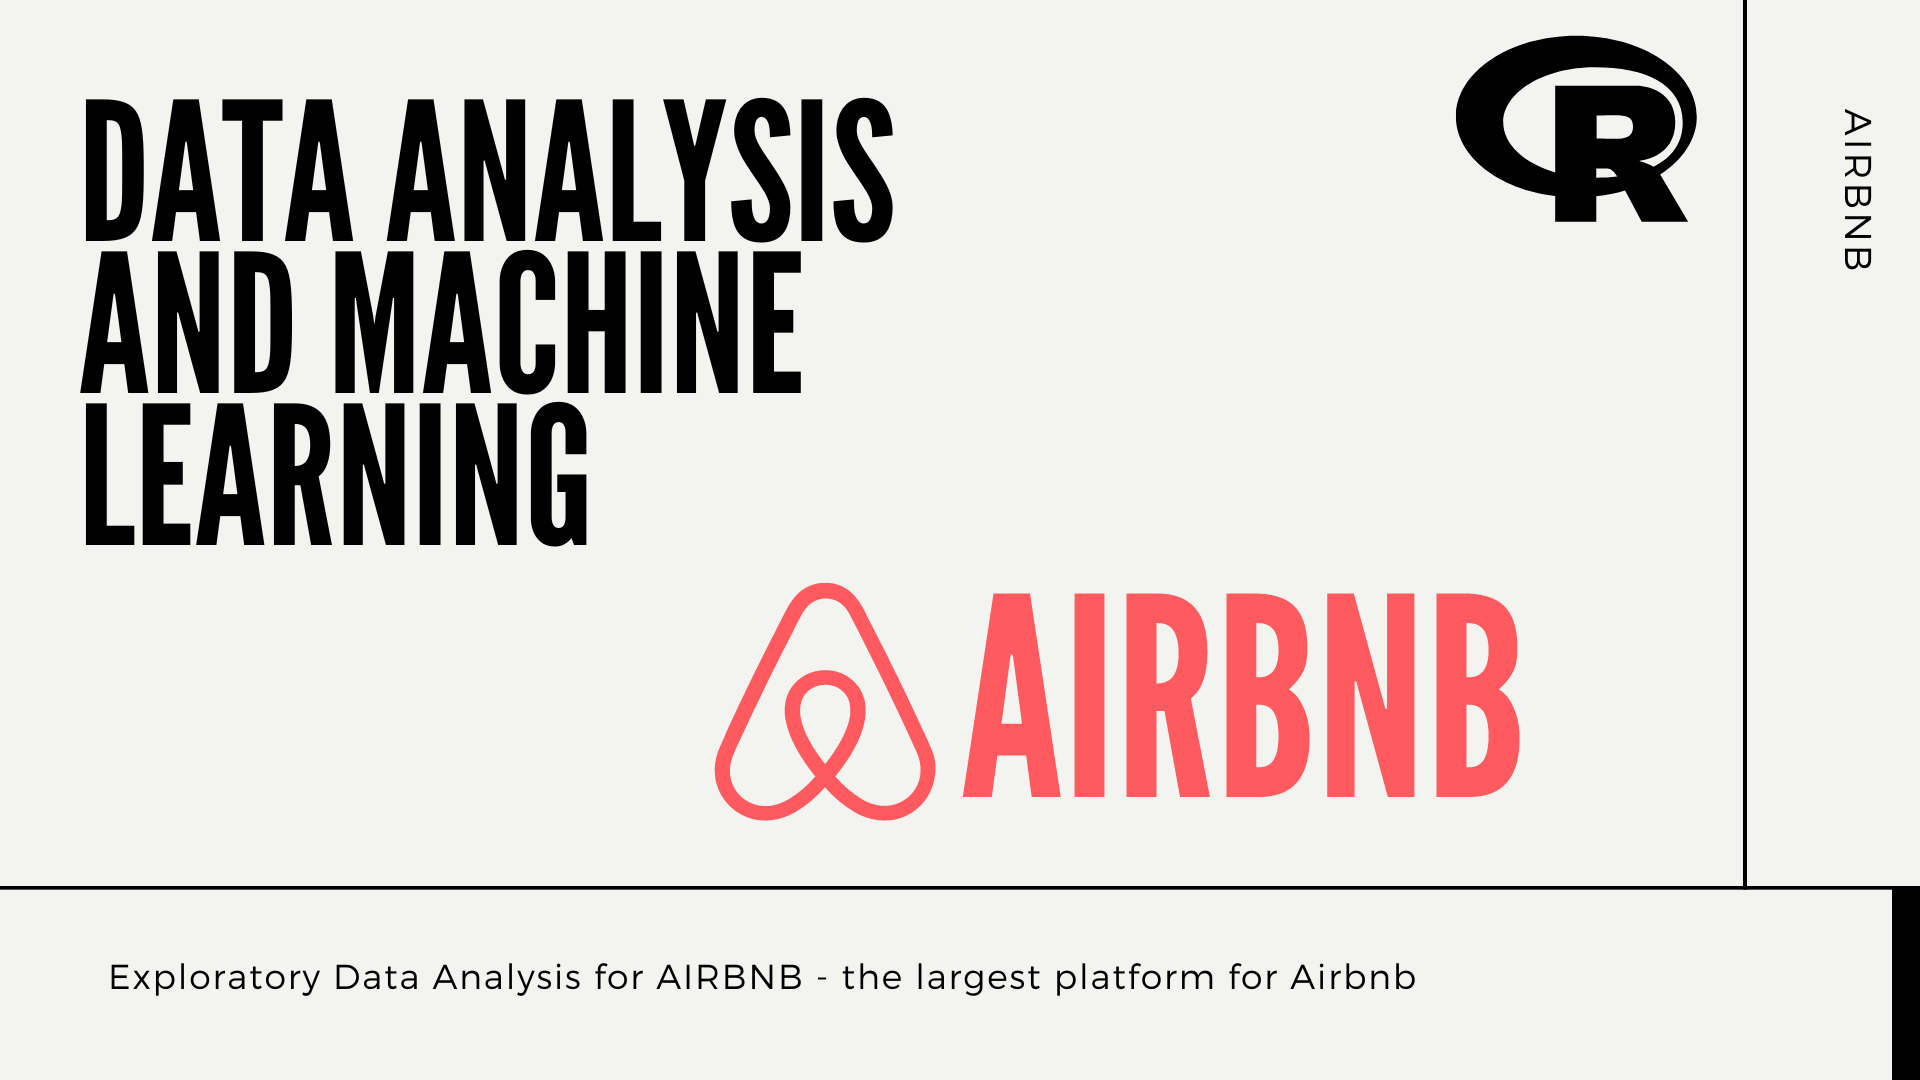 DATA ANALYSIS
AND MACHINE
LEARNING
R
AIRBNB
AIRBNB
Exploratory Data Analysis for AIRBNB - the largest platform for Airbnb